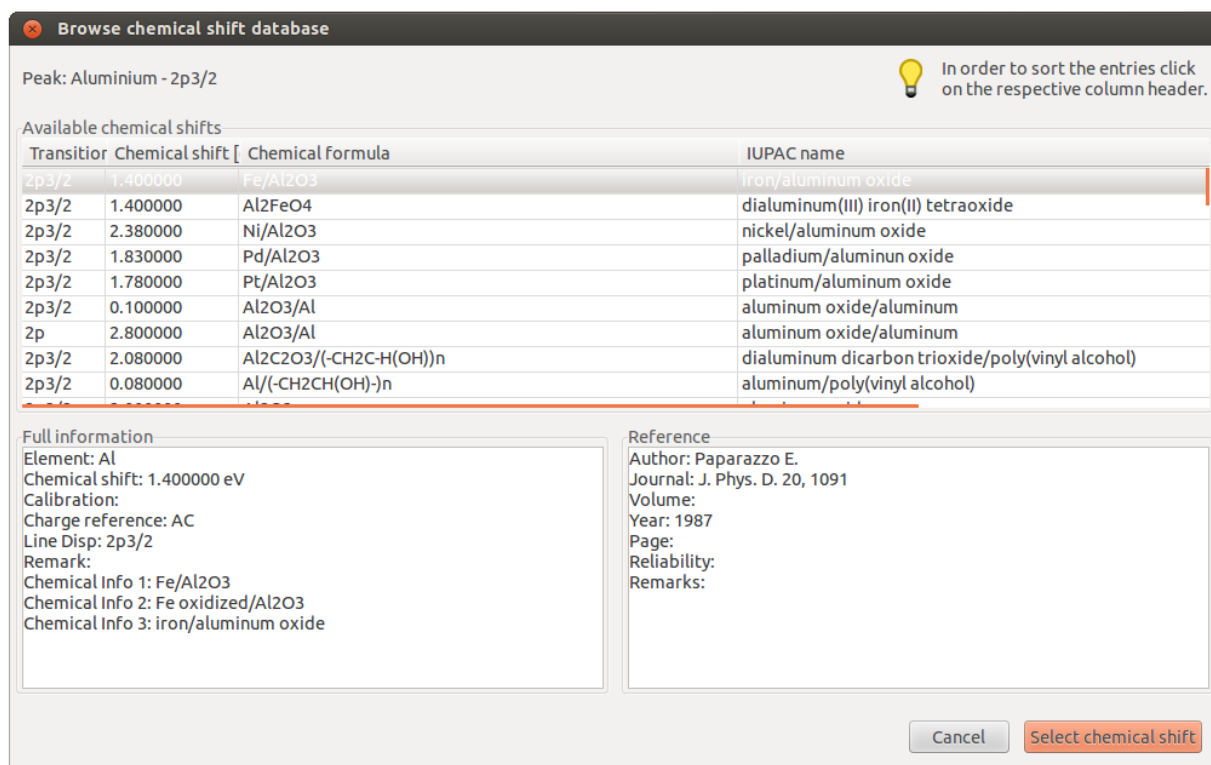 Browse chemical shift database
Peak: Aluminium - 2p3/2
In order to sort the entries click
on the respective column header.
Available chemical shifts
Transition Chemical shift [ Chemical formula IUPAC name
2p3/2 1.400000 Fe/Al2O3 iron/aluminum oxide
2p3/2 1.400000 Al2FeO4 dialuminum(III) iron(II) tetraoxide
2p3/2 2.380000 Ni/Al2O3 nickel/aluminum oxide
2p3/2 1.830000 Pd/Al2O3 palladium/aluminun oxide
2p3/2 1.780000 Pt/Al2O3 platinum/aluminum oxide
2p3/2 0.100000 Al2O3/Al aluminum oxide/aluminum
2p 2.800000 Al2O3/Al aluminum oxide/aluminum
2p3/2 2.080000 Al2C2O3/(-CH2C-H(OH))n dialuminum dicarbon trioxide/poly(vinyl alcohol)
2p3/2 0.080000 Al/(-CH2CH(OH)-)n aluminum/poly(vinyl alcohol)
Full information
Element: Al
Chemical shift: 1.400000 eV
Calibration:
Charge reference: AC
Line Disp: 2p3/2
Remark:
Chemical Info 1: Fe/Al2O3
Chemical Info 2: Fe oxidized/Al2O3
Chemical Info 3: iron/aluminum oxide
Reference
Author: Paparazzo E.
Journal: J. Phys. D. 20, 1091
Volume:
Year: 1987
Page:
Reliability:
Remarks:
Cancel
Select chemical shift